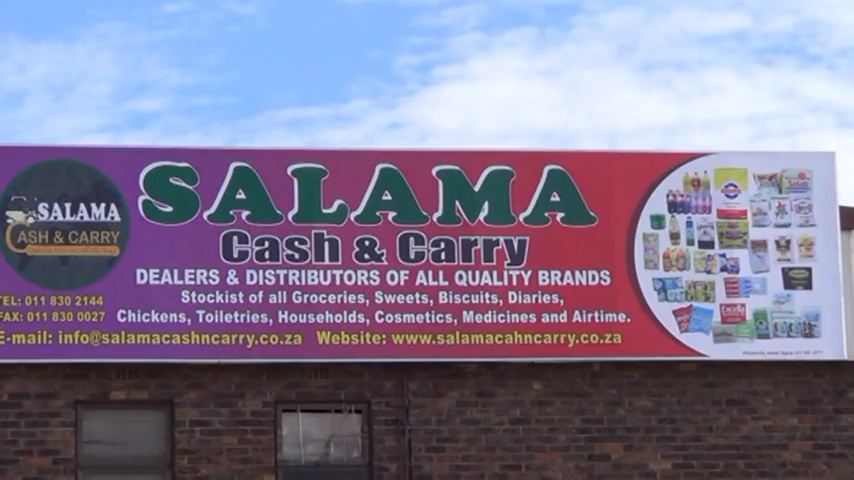 SALAMA
CASH & CARRY
SALAMA
Cash & Carry
DEALERS & DISTRIBUTORS OF ALL QUALITY BRANDS
Stockist of all Groceries, Sweets, Biscuits, Diaries,
Chickens, Toiletries, Households, Cosmetics, Medicines and Airtime.
TEL: 011 830 2144
FAX: 011 830 0027
E-mail: info@salamacashncarry.co.za Website: www.salamacahncarry.co.za